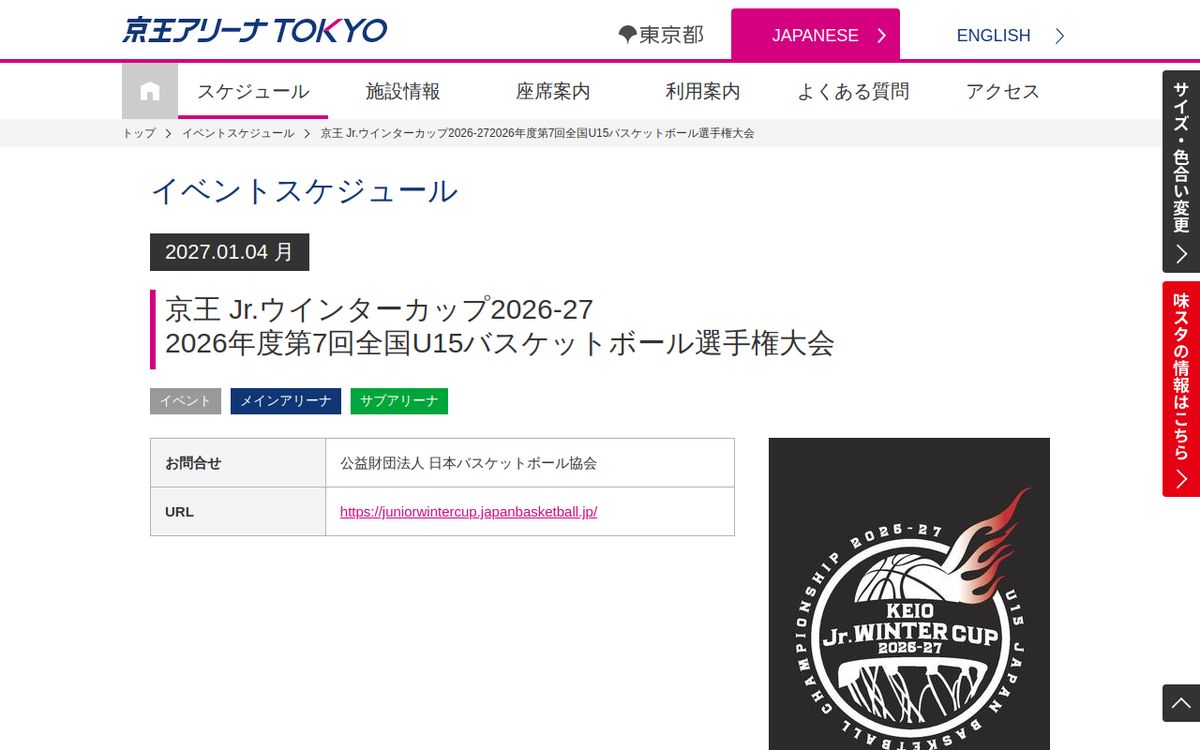 京王アリーナ TOKYO
東京都
JAPANESE
ENGLISH
スケジュール
施設情報
座席案内
利用案内
よくある質問
アクセス
トップ
イベントスケジュール
京王 Jr.ウインターカップ2026-272026年度第7回全国U15バスケットボール選手権大会
サイズ・色合い変更
味スタの情報はこちら
イベントスケジュール
2027.01.04 月
京王 Jr.ウインターカップ2026-27
2026年度第7回全国U15バスケットボール選手権大会
イベント
メインアリーナ
サブアリーナ
お問合せ
公益財団法人 日本バスケットボール協会
URL
https://juniorwintercup.japanbasketball.jp/
2026-27
KEIO
Jr.WINTER CUP
2026-27
U15 JAPAN BASKETBALL CHAMPIONSHIP